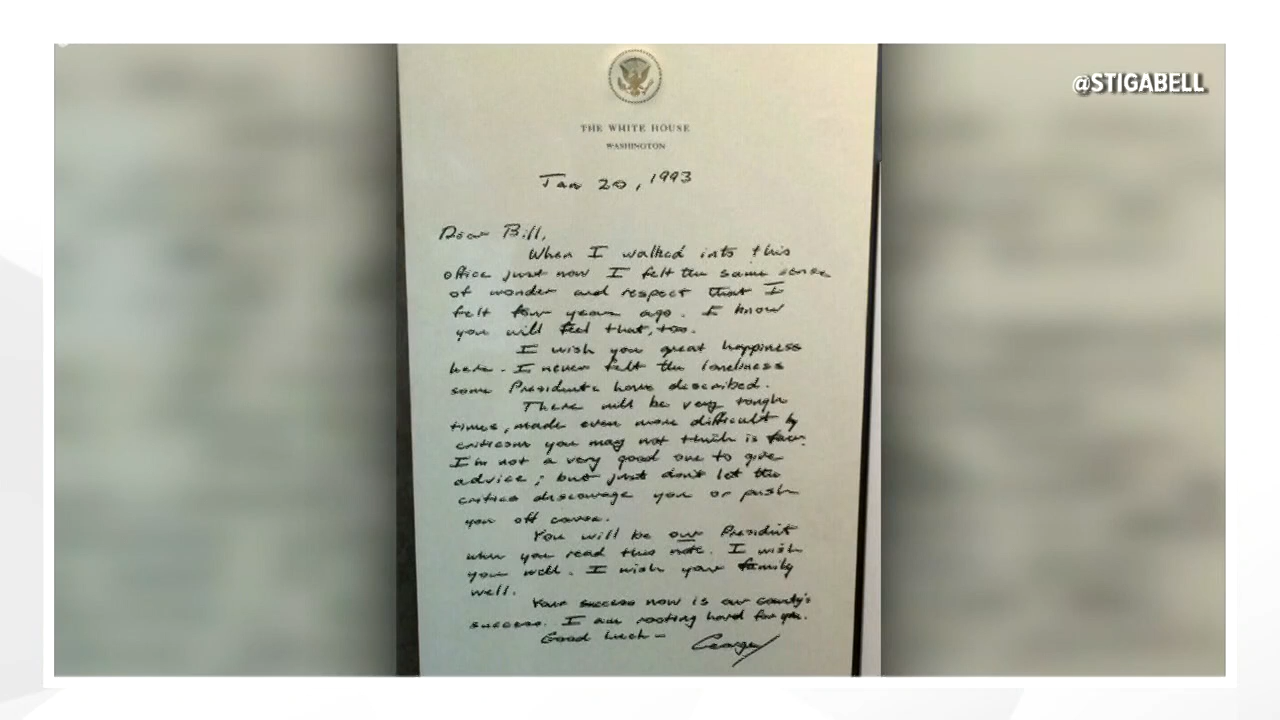 @STIGABELL
THE WHITE HOUSE
WASHINGTON
Jan 20, 1993
Dear Bill,
When I walked into this
office just now I felt the same sense
of wonder and respect that I
felt four years ago. I know
you will feel that, too.
I wish you great happiness
here. I never felt the loneliness
some Presidents have described.
There will be very tough
times, made even more difficult by
criticism you may not think is fair.
I'm not a very good one to give
advice; but just don't let the
critics discourage you or push
you off course.
You will be our President
when you read this note. I wish
you well. I wish your family
well.
Your success now is our country's
success. I am rooting hard for you.
Good Luck —
George